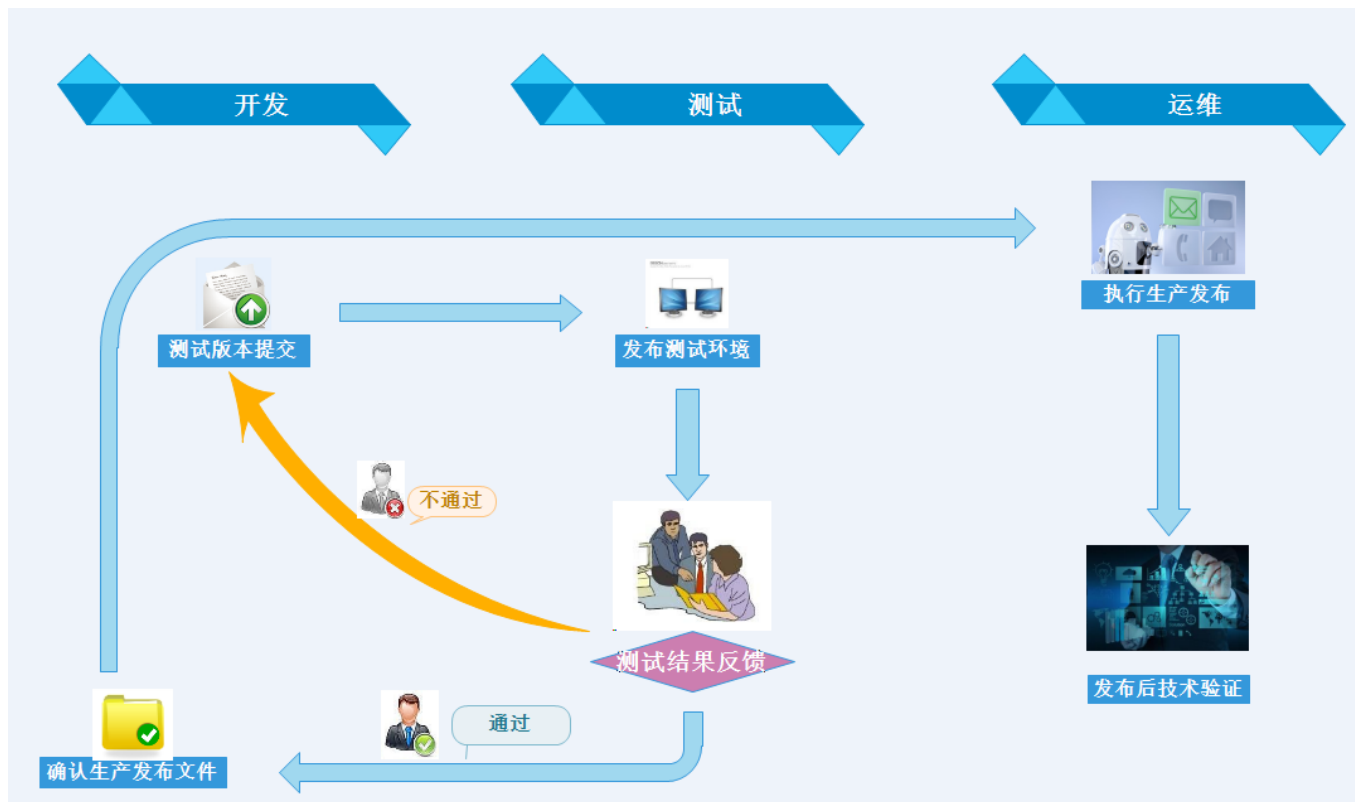 开发
测试
运维
执行生产发布
测试版本提交
发布测试环境
不通过
测试结果反馈
发布后技术验证
通过
确认生产发布文件